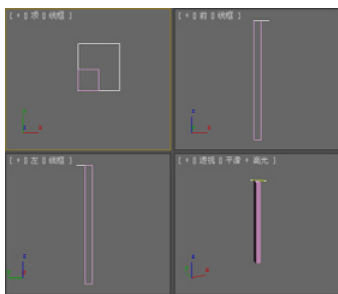 [ + ][ 顶 ][ 线框 ]
[ + ][ 前 ][ 线框 ]
[ + ][ 左 ][ 线框 ]
[ + ][ 透视 ][ 平滑 + 高光 ]